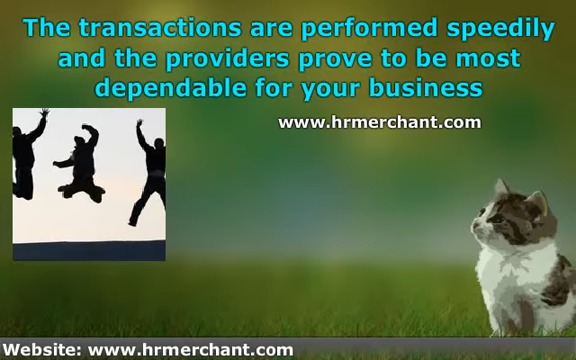 The transactions are performed speedily
and the providers prove to be most
dependable for your business
www.hrmerchant.com
Website: www.hrmerchant.com